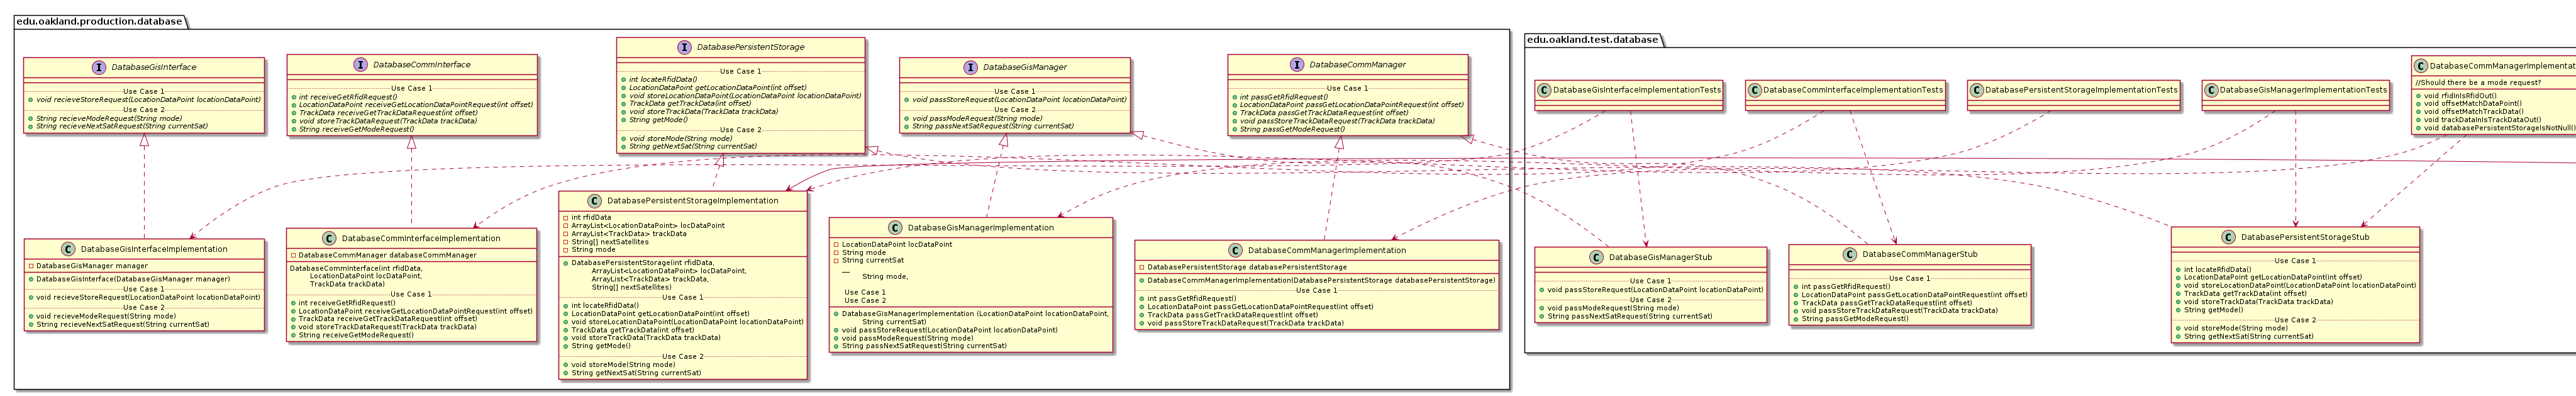 edu.oakland.production.database
DatabaseGisInterface
Use Case 1
void recieveStoreRequest(LocationDataPoint locationDataPoint)
Use Case 2
String recieveModeRequest(String mode)
String recieveNextSatRequest(String currentSat)
DatabaseCommInterface
Use Case 1
int receiveGetRfidRequest()
LocationDataPoint receiveGetLocationDataPointRequest(int offset)
TrackData receiveGetTrackDataRequest(int offset)
void storeTrackDataRequest(TrackData trackData)
String receiveGetModeRequest()
DatabasePersistentStorage
Use Case 1
int locateRfidData()
LocationDataPoint getLocationDataPoint(int offset)
void storeLocationDataPoint(LocationDataPoint locationDataPoint)
TrackData getTrackData(int offset)
void storeTrackData(TrackData trackData)
String getMode()
Use Case 2
void storeMode(String mode)
String getNextSat(String currentSat)
DatabaseGisManager
Use Case 1
void passStoreRequest(LocationDataPoint locationDataPoint)
Use Case 2
void passModeRequest(String mode)
String passNextSatRequest(String currentSat)
DatabaseCommManager
Use Case 1
int passGetRfidRequest()
LocationDataPoint passGetLocationDataPointRequest(int offset)
TrackData passGetTrackDataRequest(int offset)
void passStoreTrackDataRequest(TrackData trackData)
String passGetModeRequest()
DatabaseGisInterfaceImplementation
DatabaseGisManager manager
DatabaseGisInterface(DatabaseGisManager manager)
Use Case 1
void recieveStoreRequest(LocationDataPoint locationDataPoint)
Use Case 2
void recieveModeRequest(String mode)
String recieveNextSatRequest(String currentSat)
DatabaseCommInterfaceImplementation
DatabaseCommManager databaseCommManager
DatabaseCommInterface(int rfidData,
LocationDataPoint locDataPoint,
TrackData trackData)
Use Case 1
int receiveGetRfidRequest()
LocationDataPoint receiveGetLocationDataPointRequest(int offset)
TrackData receiveGetTrackDataRequest(int offset)
void storeTrackDataRequest(TrackData trackData)
String receiveGetModeRequest()
DatabasePersistentStorageImplementation
int rfidData
ArrayList<LocationDataPoint> locDataPoint
ArrayList<TrackData> trackData
String[] nextSatellites
String mode
DatabasePersistentStorage(int rfidData,
ArrayList<LocationDataPoint> locDataPoint,
ArrayList<TrackData> trackData,
String[] nextSatellites)
Use Case 1
int locateRfidData()
LocationDataPoint getLocationDataPoint(int offset)
void storeLocationDataPoint(LocationDataPoint locationDataPoint)
TrackData getTrackData(int offset)
void storeTrackData(TrackData trackData)
String getMode()
Use Case 2
void storeMode(String mode)
String getNextSat(String currentSat)
DatabaseGisManagerImplementation
LocationDataPoint locDataPoint
String mode
String currentSat
__
String mode,
Use Case 1
Use Case 2
DatabaseGisManagerImplementation (LocationDataPoint locationDataPoint,
String currentSat)
void passStoreRequest(LocationDataPoint locationDataPoint)
void passModeRequest(String mode)
String passNextSatRequest(String currentSat)
DatabaseCommManagerImplementation
DatabasePersistentStorage databasePersistentStorage
DatabaseCommManagerImplementation(DatabasePersistentStorage databasePersistentStorage)
Use Case 1
int passGetRfidRequest()
LocationDataPoint passGetLocationDataPointRequest(int offset)
TrackData passGetTrackDataRequest(int offset)
void passStoreTrackDataRequest(TrackData trackData)
edu.oakland.test.database
DatabaseGisInterfaceImplementationTests
DatabaseCommInterfaceImplementationTests
DatabasePersistentStorageImplementationTests
DatabaseGisManagerImplementationTests
DatabaseCommManagerImplementat
//Should there be a mode request?
void rfidInIsRfidOut()
void offsetMatchDataPoint()
void offsetMatchTrackData()
void trackDataInIsTrackDataOut()
void databasePersistentStorageIsNotNull()
DatabaseGisManagerStub
Use Case 1
void passStoreRequest(LocationDataPoint locationDataPoint)
Use Case 2
void passModeRequest(String mode)
String passNextSatRequest(String currentSat)
DatabaseCommManagerStub
Use Case 1
int passGetRfidRequest()
LocationDataPoint passGetLocationDataPointRequest(int offset)
TrackData passGetTrackDataRequest(int offset)
void passStoreTrackDataRequest(TrackData trackData)
String passGetModeRequest()
DatabasePersistentStorageStub
Use Case 1
int locateRfidData()
LocationDataPoint getLocationDataPoint(int offset)
void storeLocationDataPoint(LocationDataPoint locationDataPoint)
TrackData getTrackData(int offset)
void storeTrackData(TrackData trackData)
String getMode()
Use Case 2
void storeMode(String mode)
String getNextSat(String currentSat)